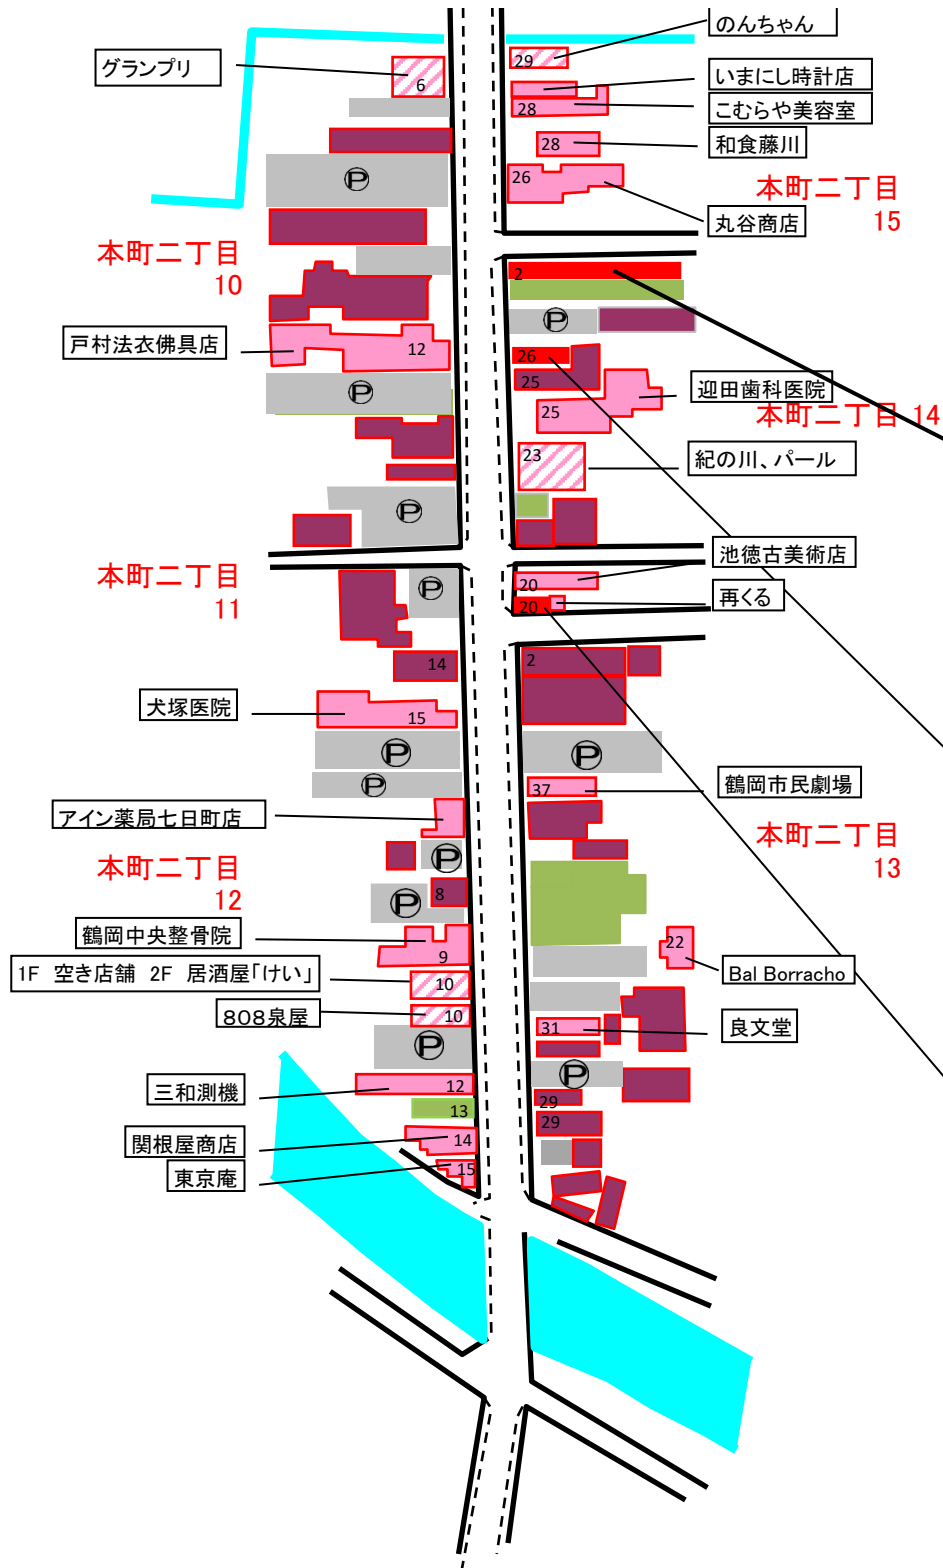 のんちゃん
グランプリ
29
いまにし時計店
6
28
こむらや美容室
28
和食藤川
Ⓟ
26
本町二丁目
15
丸谷商店
本町二丁目
10
2
Ⓟ
戸村法衣佛具店
12
26
25
迎田歯科医院
Ⓟ
25
本町二丁目 14
23
紀の川、パール
Ⓟ
池徳古美術店
本町二丁目
11
Ⓟ
20
再くる
20
14
2
犬塚医院
15
Ⓟ
Ⓟ
Ⓟ
37
鶴岡市民劇場
アイン薬局七日町店
本町二丁目
13
Ⓟ
本町二丁目
12
8
Ⓟ
鶴岡中央整骨院
9
22
1F 空き店舗 2F 居酒屋「けい」
10
Bal Borracho
808泉屋
10
31
良文堂
Ⓟ
Ⓟ
三和測機
12
29
13
29
関根屋商店
14
東京庵
15